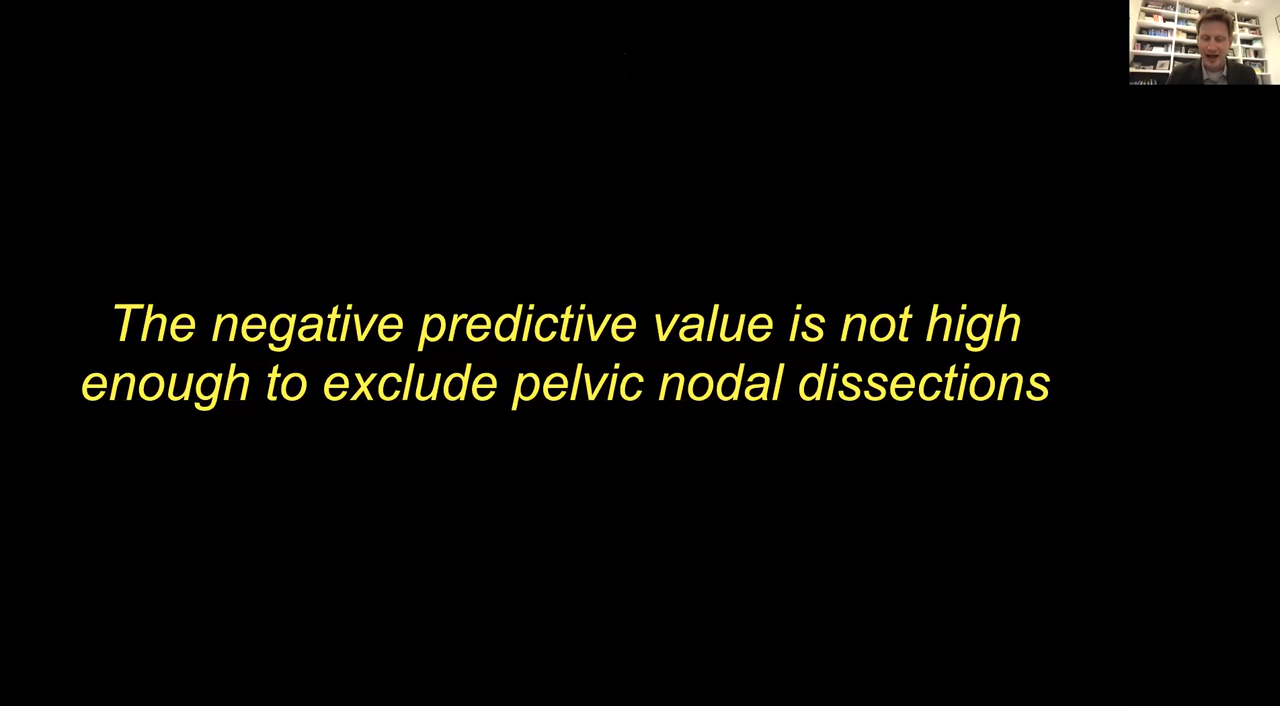 The negative predictive value is not high
enough to exclude pelvic nodal dissections